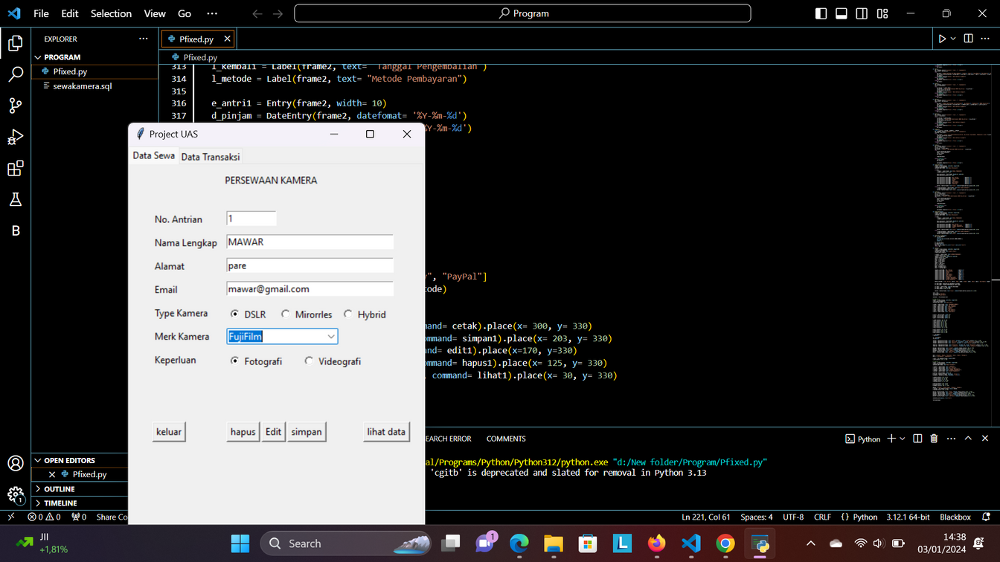 File Edit Selection View Go ··· Program
EXPLORER ···
PROGRAM
Pfixed.py
sewakamera.sql
Pfixed.py
Pfixed.py
313 l_kembali = Label(frame2, text= "Tanggal Pengembalian")
314 l_metode = Label(frame2, text= "Metode Pembayaran")
315
316 e_antri1 = Entry(frame2, width= 10)
317 d_pinjam = DateEntry(frame2, datefomat= '%Y-%m-%d')
%Y-%m-%d')
y", "PayPal"]
tode)
mand= cetak).place(x= 300, y= 330)
ommand= simpan1).place(x= 203, y= 330)
and= edit1).place(x=170, y=330)
ommand= hapus1).place(x= 125, y= 330)
, command= lihat1).place(x= 30, y= 330)
Project UAS
Data Sewa Data Transaksi
PERSEWAAN KAMERA
No. Antrian 1
Nama Lengkap MAWAR
Alamat pare
Email mawar@gmail.com
Type Kamera DSLR Mirorrles Hybrid
Merk Kamera FujiFilm
Keperluan Fotografi Videografi
keluar hapus Edit simpan lihat data
EARCH ERROR COMMENTS Python
al/Programs/Python/Python312/python.exe "d:/New folder/Program/Pfixed.py"
'cgitb' is deprecated and slated for removal in Python 3.13
OPEN EDITORS
Pfixed.py
OUTLINE
TIMELINE
0 0 0 Share Co
Ln 221, Col 61 Spaces: 4 UTF-8 CRLF {} Python 3.12.1 64-bit Blackbox
JII
+1,81%
Search
1
L
14:38
03/01/2024